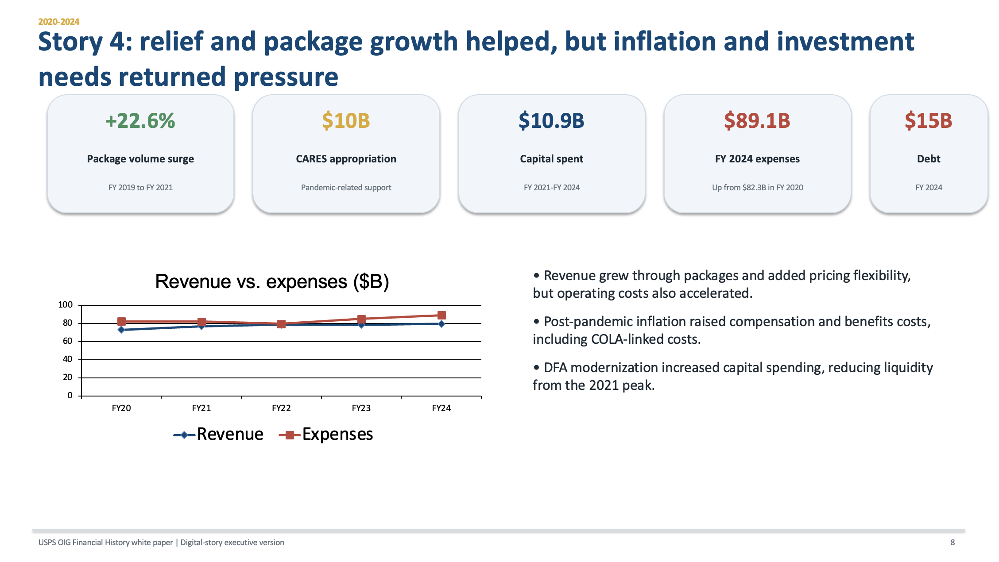 2020-2024
Story 4: relief and package growth helped, but inflation and investment
needs returned pressure
+22.6%
Package volume surge
FY 2019 to FY 2021
$10B
CARES appropriation
Pandemic-related support
$10.9B
Capital spent
FY 2021-FY 2024
$89.1B
FY 2024 expenses
Up from $82.3B in FY 2020
$15B
Debt
FY 2024
Revenue vs. expenses ($B)
100
80
60
40
20
0
FY20
FY21
FY22
FY23
FY24
Revenue
Expenses
• Revenue grew through packages and added pricing flexibility,
but operating costs also accelerated.
• Post-pandemic inflation raised compensation and benefits costs,
including COLA-linked costs.
• DFA modernization increased capital spending, reducing liquidity
from the 2021 peak.
USPS OIG Financial History white paper | Digital-story executive version
8